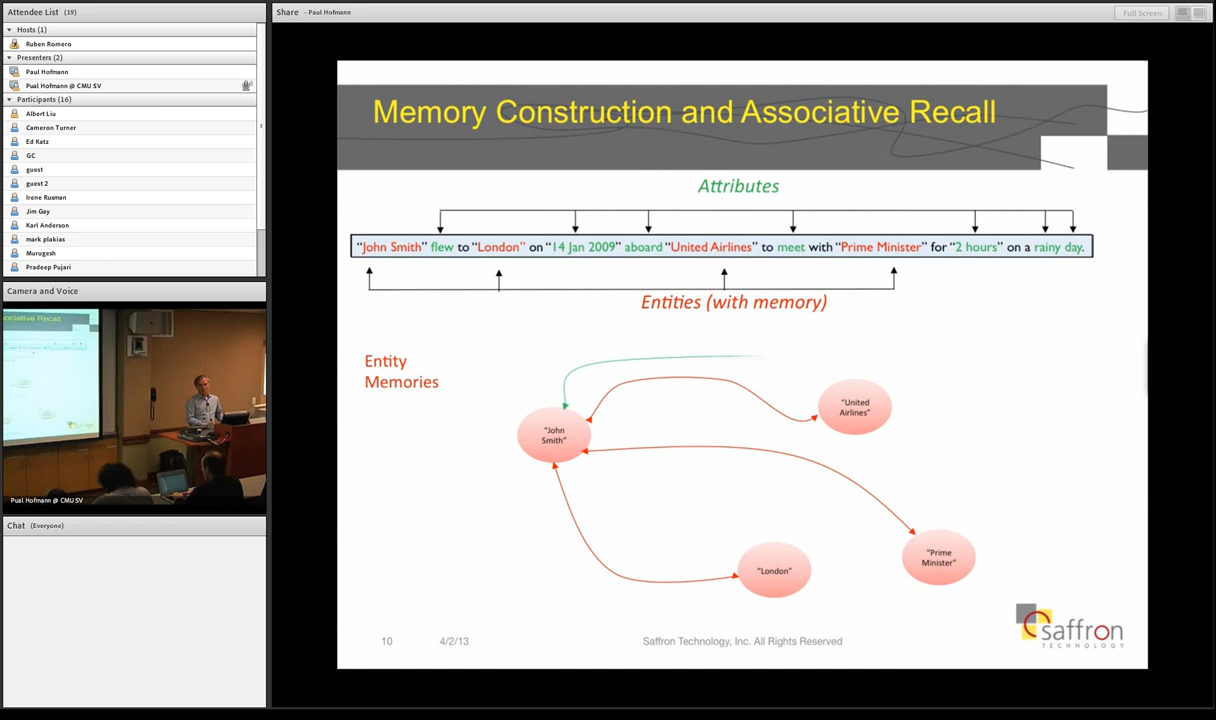 Attendee List (19)
Hosts (1)
Ruben Romero
Presenters (2)
Paul Hofmann
Pual Hofmann @ CMU SV
Participants (16)
Albert Liu
Cameron Turner
Ed Katz
GC
guest
guest 2
Irene Rusman
Jim Gay
Karl Anderson
mark plakias
Murugesh
Pradeep Pujari
Camera and Voice
ociative Recall
Pual Hofmann @ CMU SV
Chat (Everyone)
Share - Paul Hofmann
Full Screen
Memory Construction and Associative Recall
Attributes
“John Smith” flew to “London” on “14 Jan 2009” aboard “United Airlines” to meet with “Prime Minister” for “2 hours” on a rainy day.
Entities (with memory)
Entity
Memories
“John
Smith”
“United
Airlines”
“Prime
Minister”
“London”
10
4/2/13
Saffron Technology, Inc. All Rights Reserved
saffron
TECHNOLOGY